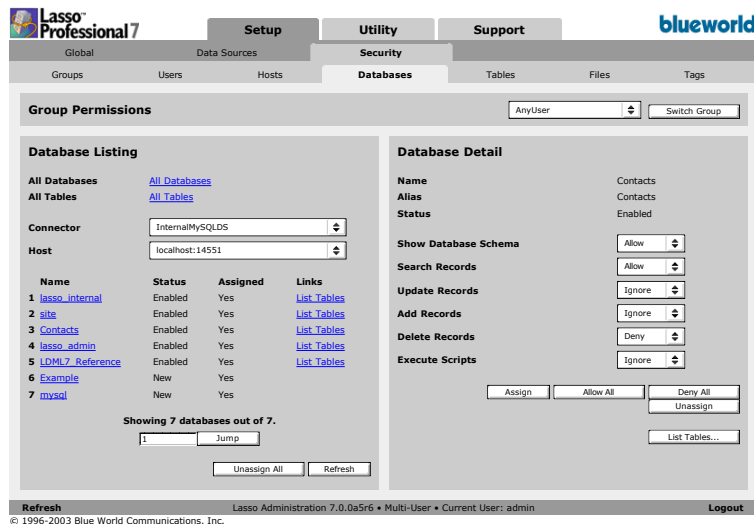 Lasso
Professional 7
Setup Utility Support
blueworld
Global Data Sources Security
Groups Users Hosts Databases Tables Files Tags
Group Permissions AnyUser Switch Group
Database Listing
All Databases All Databases
All Tables All Tables
Connector InternalMySQLDS
Host localhost:14551
Name Status Assigned Links
1 lasso_internal Enabled Yes List Tables
2 site Enabled Yes List Tables
3 Contacts Enabled Yes List Tables
4 lasso_admin Enabled Yes List Tables
5 LDML7_Reference Enabled Yes List Tables
6 Example New Yes
7 mysql New Yes
Showing 7 databases out of 7.
1 Jump
Unassign All Refresh
Database Detail
Name Contacts
Alias Contacts
Status Enabled
Show Database Schema Allow
Search Records Allow
Update Records Ignore
Add Records Ignore
Delete Records Deny
Execute Scripts Ignore
Assign Allow All Deny All
Unassign
List Tables...
Refresh Lasso Administration 7.0.0a5r6 • Multi-User • Current User: admin Logout
© 1996-2003 Blue World Communications, Inc.